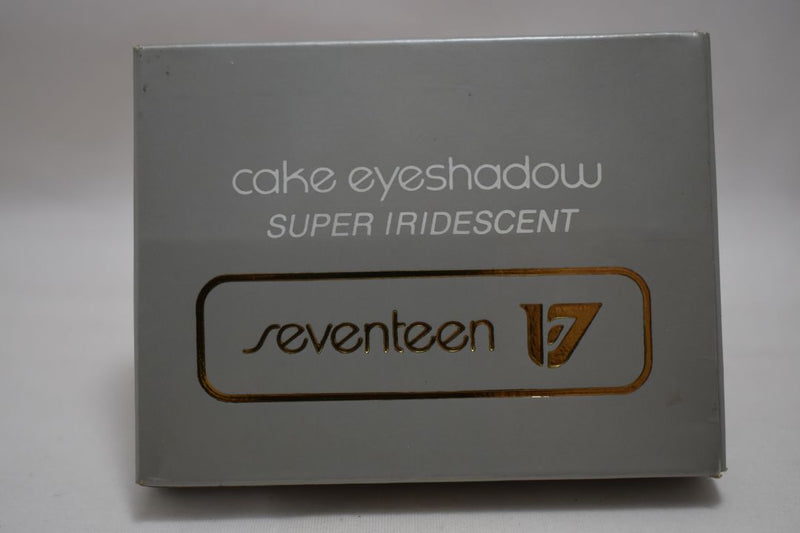 cake eyeshadow
SUPER IRIDESCENT
seventeen 17